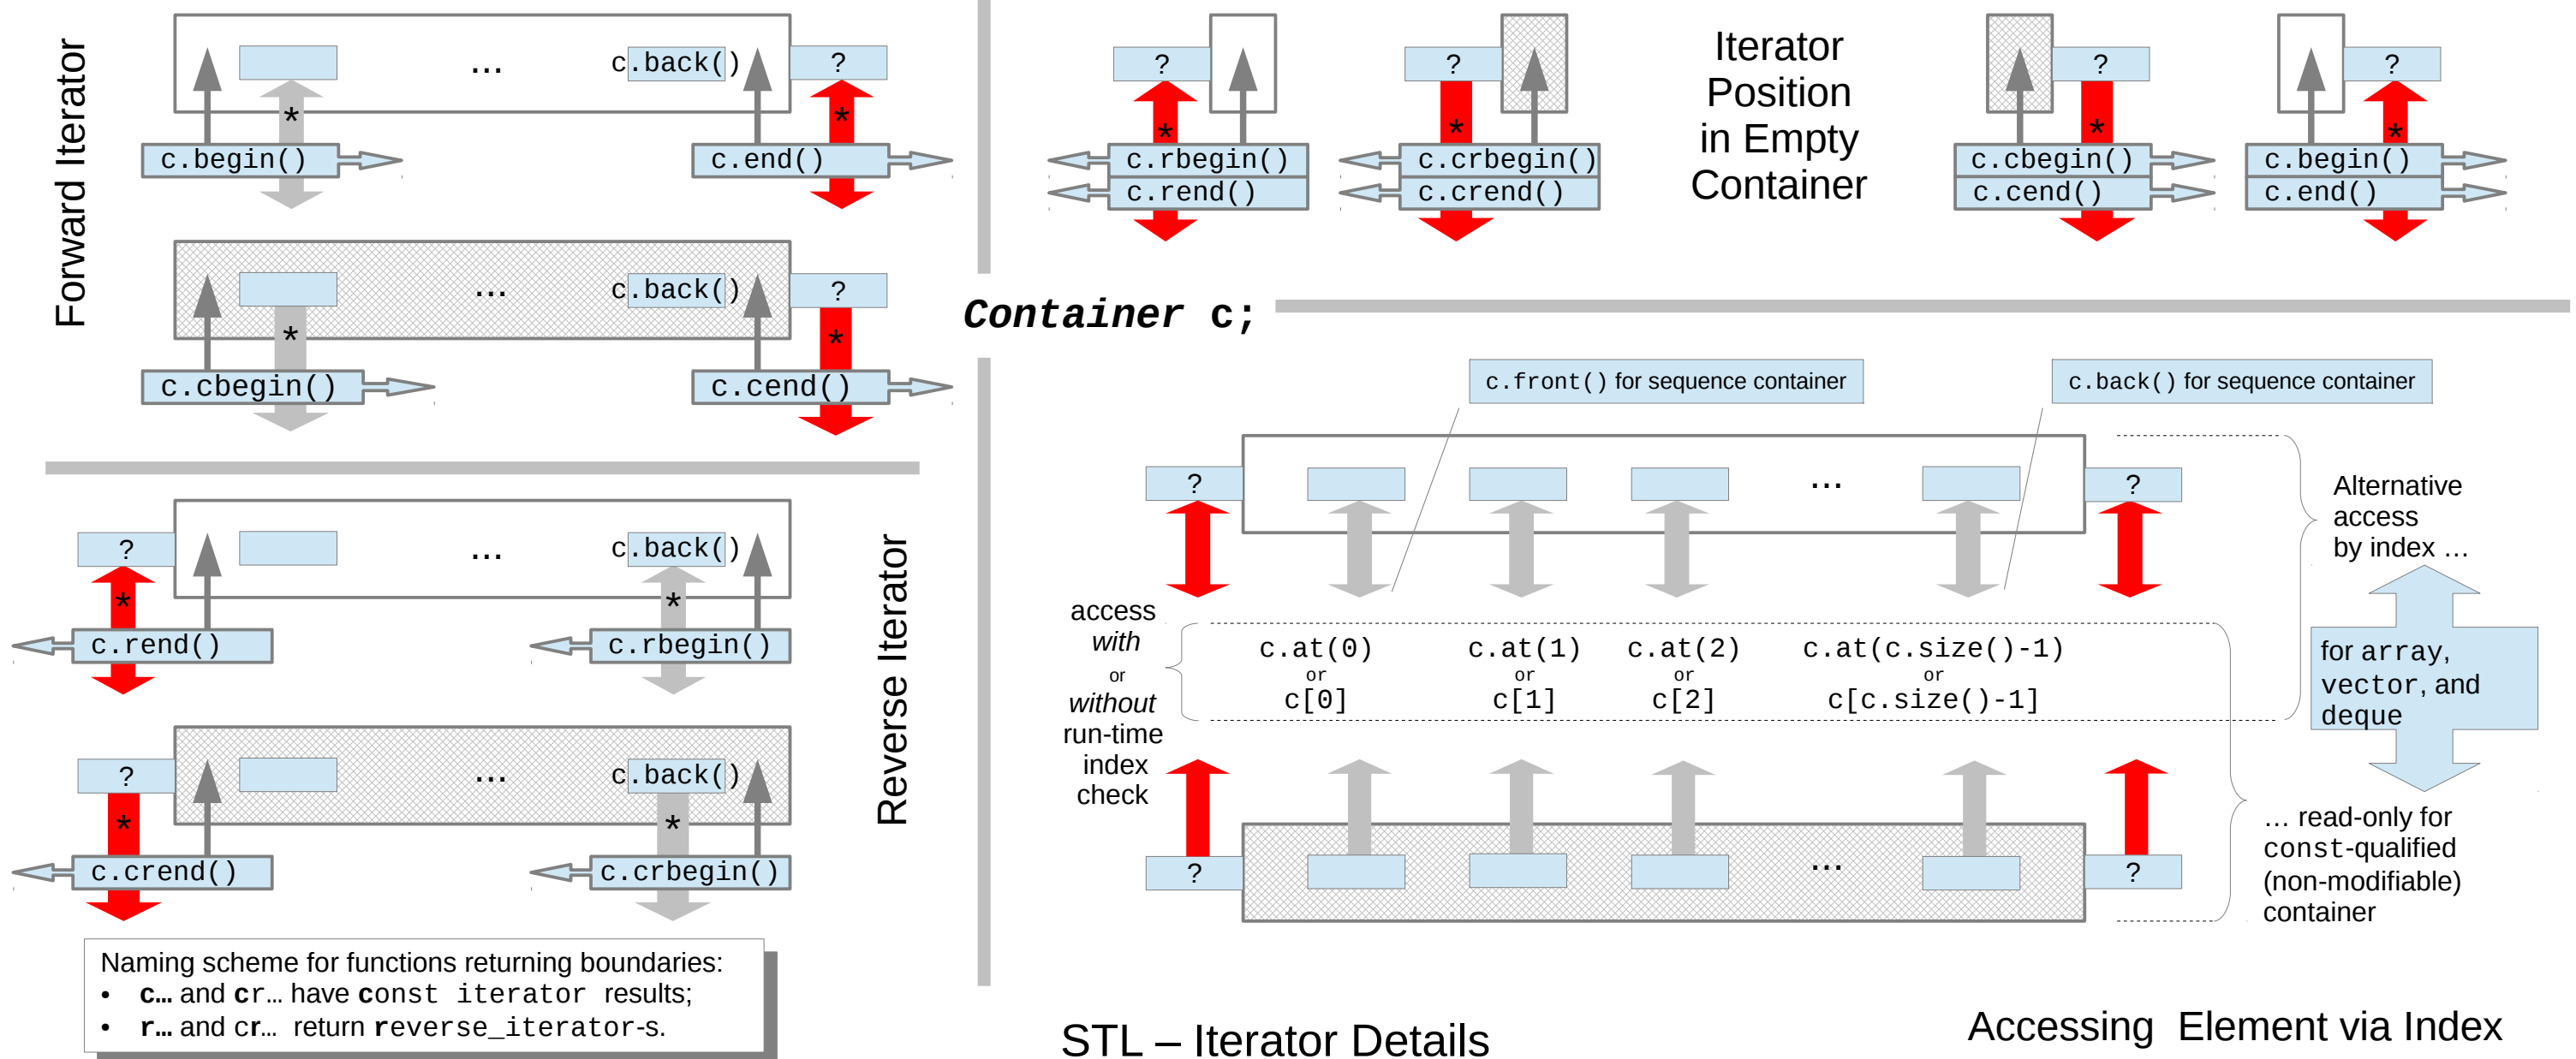 Forward Iterator
... c.back() ?
* *
c.begin() c.end()
... c.back() ?
* *
c.cbegin() c.cend()
Reverse Iterator
? ... c.back()
* *
c.rend() c.rbegin()
? ... c.back()
* *
c.crend() c.crbegin()
Naming scheme for functions returning boundaries:
• c… and cr… have const iterator results;
• r… and cr… return reverse_iterator-s.
Iterator
Position
in Empty
Container
? ? ? ?
* * * *
c.rbegin() c.crbegin() c.cbegin() c.begin()
c.rend() c.crend() c.cend() c.end()
Container c;
c.front() for sequence container
c.back() for sequence container
? ... ?
Alternative
access
by index …
access
with
or
without
run-time
index
check
c.at(0) c.at(1) c.at(2) c.at(c.size()-1)
or or or or
c[0] c[1] c[2] c[c.size()-1]
for array,
vector, and
deque
? ... ?
… read-only for
const-qualified
(non-modifiable)
container
STL – Iterator Details
Accessing Element via Index